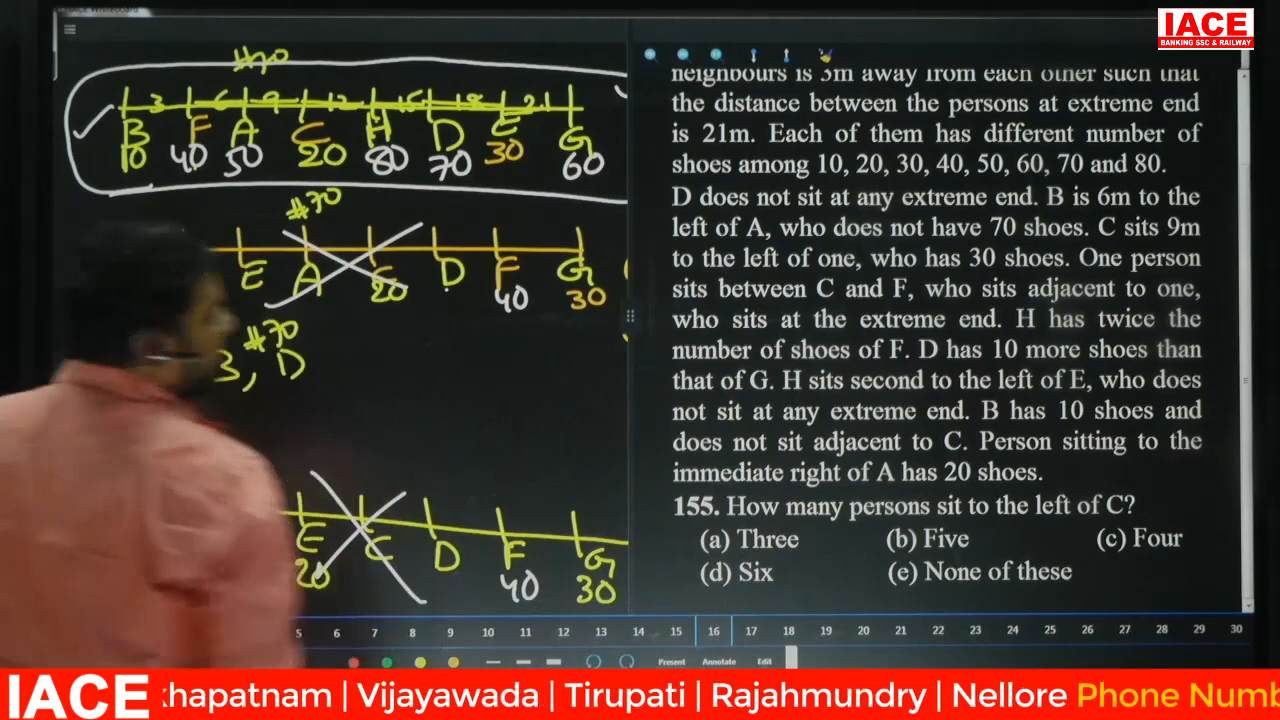 IACE
BANKING SSC & RAILWAY
#70
3 6 9 12 15 18 21
B F A C H D E G
10 40 50 20 80 70 30 60
#70
E A C D F G
20 40 30
#70
3, D
E C D F G
20 40 30
neighbours is 3m away from each other such that
the distance between the persons at extreme end
is 21m. Each of them has different number of
shoes among 10, 20, 30, 40, 50, 60, 70 and 80.
D does not sit at any extreme end. B is 6m to the
left of A, who does not have 70 shoes. C sits 9m
to the left of one, who has 30 shoes. One person
sits between C and F, who sits adjacent to one,
who sits at the extreme end. H has twice the
number of shoes of F. D has 10 more shoes than
that of G. H sits second to the left of E, who does
not sit at any extreme end. B has 10 shoes and
does not sit adjacent to C. Person sitting to the
immediate right of A has 20 shoes.
155. How many persons sit to the left of C?
(a) Three (b) Five (c) Four
(d) Six (e) None of these
5 6 7 8 9 10 11 12 13 14 15 16 17 18 19 20 21 22 23 24 25 26 27 28 29 30
Present Annotate Edit
IACE khapatnam | Vijayawada | Tirupati | Rajahmundry | Nellore Phone Numb